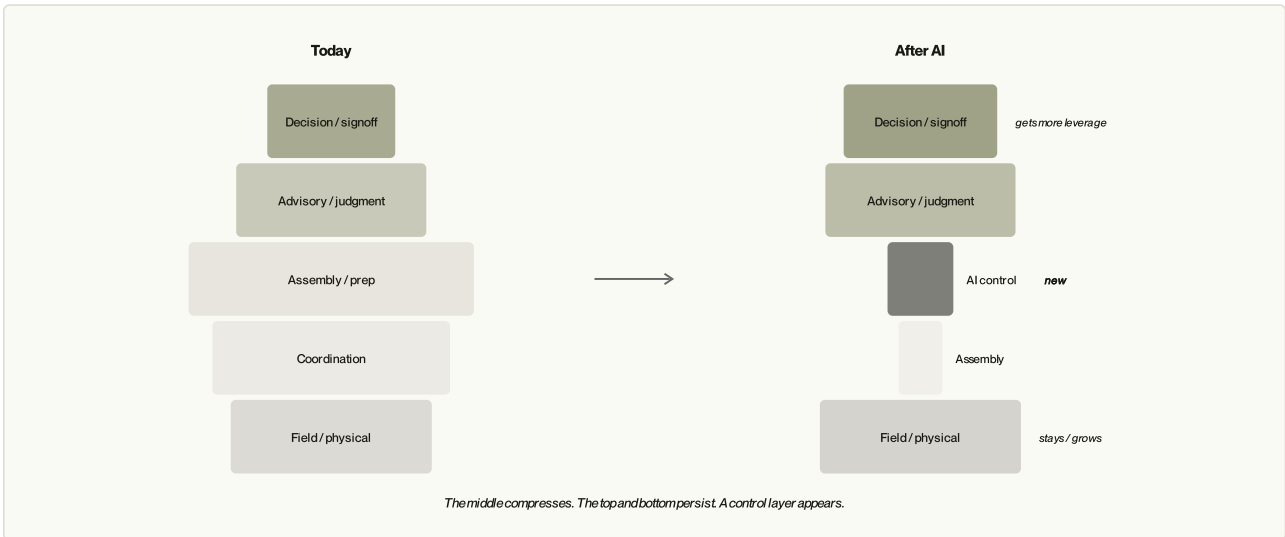 Today
After AI
Decision / signoff
Decision / signoff
gets more leverage
Advisory / judgment
Advisory / judgment
Assembly / prep
AI control
new
Coordination
Assembly
Field / physical
Field / physical
stays / grows
The middle compresses. The top and bottom persist. A control layer appears.